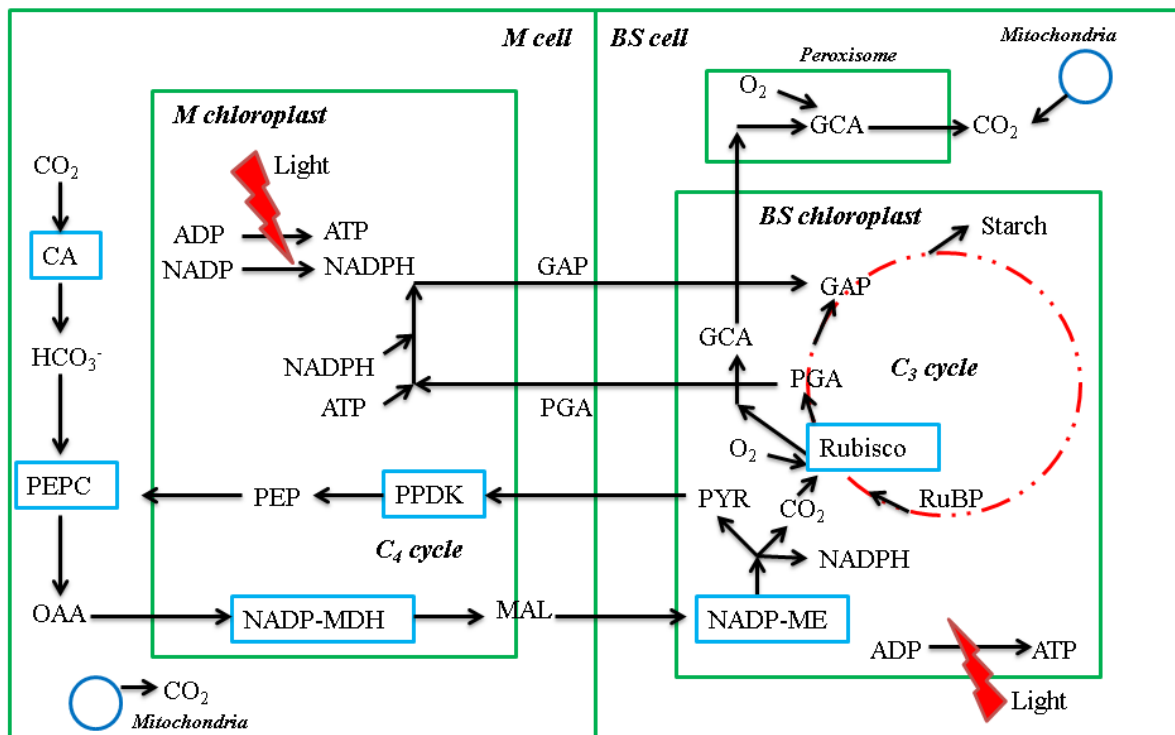 M cell
BS cell
Mitochondria
Peroxisome
O₂
GCA
CO₂
M chloroplast
Light
CO₂
ADP
ATP
NADP
NADPH
CA
BS chloroplast
Starch
GAP
GAP
GCA
HCO₃⁻
NADPH
ATP
PGA
PGA
C₃ cycle
O₂
Rubisco
PEPC
PEP
PPDK
PYR
CO₂
RuBP
C₄ cycle
NADPH
OAA
NADP-MDH
MAL
NADP-ME
ADP
ATP
Light
CO₂
Mitochondria